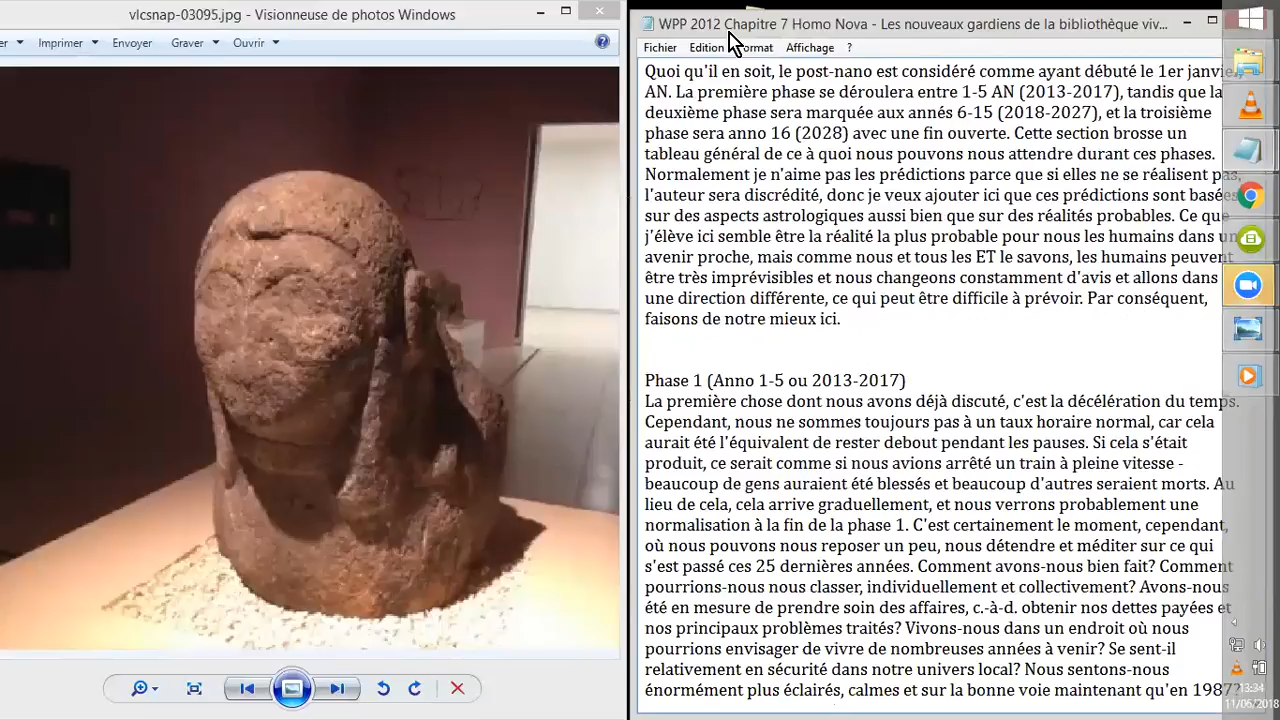 vlcsnap-03095.jpg - Visionneuse de photos Windows
Imprimer Envoyer Graver Ouvrir
WPP 2012 Chapitre 7 Homo Nova - Les nouveaux gardiens de la bibliothèque viv...
Fichier Edition Format Affichage ?
Quoi qu'il en soit, le post-nano est considéré comme ayant débuté le 1er janvier,
AN. La première phase se déroulera entre 1-5 AN (2013-2017), tandis que la
deuxième phase sera marquée aux annés 6-15 (2018-2027), et la troisième
phase sera anno 16 (2028) avec une fin ouverte. Cette section brosse un
tableau général de ce à quoi nous pouvons nous attendre durant ces phases.
Normalement je n'aime pas les prédictions parce que si elles ne se réalisent pas,
l'auteur sera discrédité, donc je veux ajouter ici que ces prédictions sont basées
sur des aspects astrologiques aussi bien que sur des réalités probables. Ce que
j'élève ici semble être la réalité la plus probable pour nous les humains dans un
avenir proche, mais comme nous et tous les ET le savons, les humains peuvent
être très imprévisibles et nous changeons constamment d'avis et allons dans
une direction différente, ce qui peut être difficile à prévoir. Par conséquent,
faisons de notre mieux ici.
Phase 1 (Anno 1-5 ou 2013-2017)
La première chose dont nous avons déjà discuté, c'est la décélération du temps.
Cependant, nous ne sommes toujours pas à un taux horaire normal, car cela
aurait été l'équivalent de rester debout pendant les pauses. Si cela s'était
produit, ce serait comme si nous avions arrêté un train à pleine vitesse -
beaucoup de gens auraient été blessés et beaucoup d'autres seraient morts. Au
lieu de cela, cela arrive graduellement, et nous verrons probablement une
normalisation à la fin de la phase 1. C'est certainement le moment, cependant,
où nous pouvons nous reposer un peu, nous détendre et méditer sur ce qui
s'est passé ces 25 dernières années. Comment avons-nous bien fait? Comment
pourrions-nous nous classer, individuellement et collectivement? Avons-nous
été en mesure de prendre soin des affaires, c.-à-d. obtenir nos dettes payées et
nos principaux problèmes traités? Vivons-nous dans un endroit où nous
pourrions envisager de vivre de nombreuses années à venir? Se sent-il
relativement en sécurité dans notre univers local? Nous sentons-nous
énormément plus éclairés, calmes et sur la bonne voie maintenant qu'en 1987?
13:34
11/06/2018